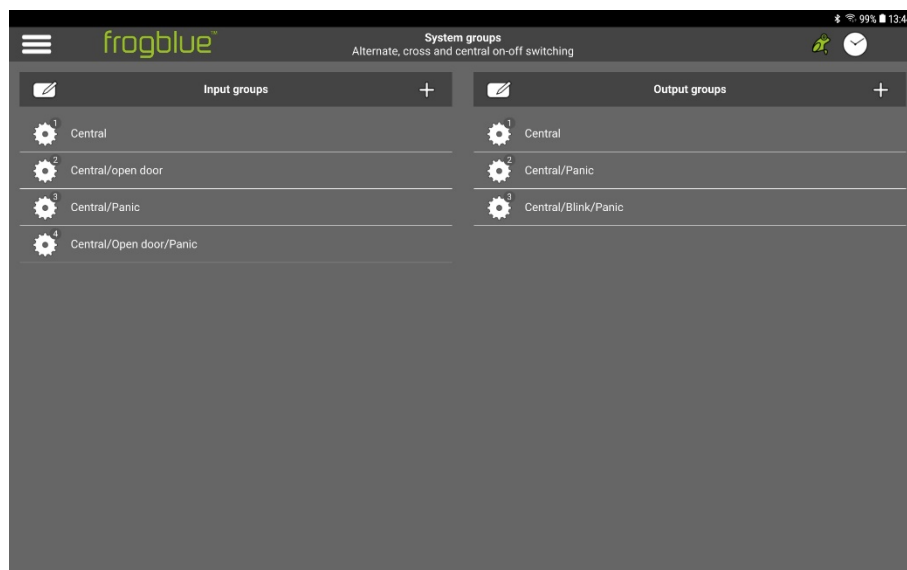 99% 13:4
frogblue™
System groups
Alternate, cross and central on-off switching
Input groups +
Output groups +
1 Central
2 Central/open door
3 Central/Panic
4 Central/Open door/Panic
1 Central
2 Central/Panic
3 Central/Blink/Panic